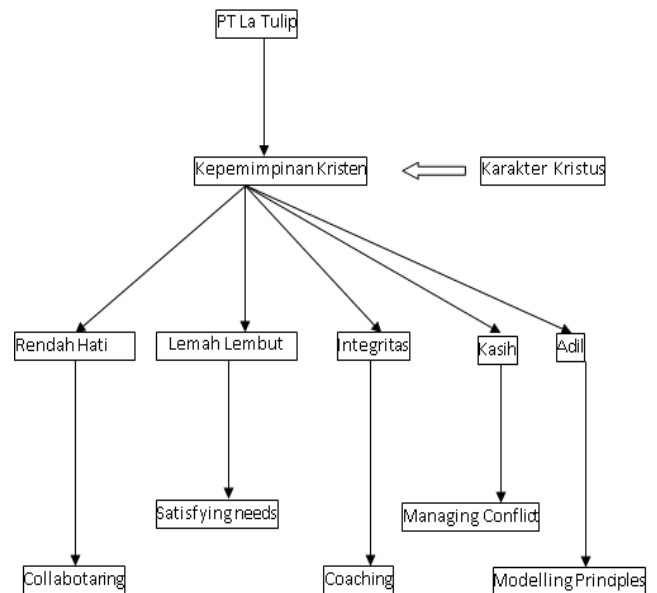 PT La Tulip
Kepemimpinan Kristen
Karakter Kristus
Rendah Hati
Lemah Lembut
Integritas
Kasih
Adil
Satisfying needs
Managing Conflict
Collabotaring
Coaching
Modelling Principles